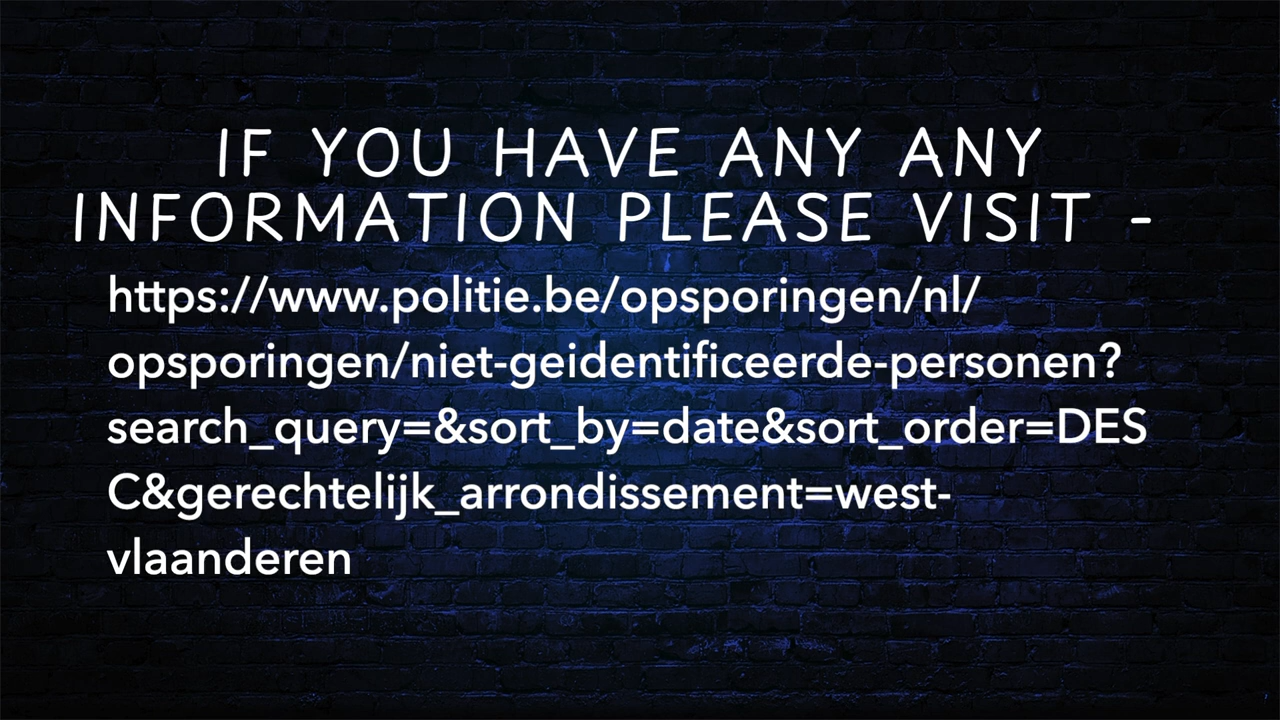 IF YOU HAVE ANY ANY
INFORMATION PLEASE VISIT -
https://www.politie.be/opsporingen/nl/
opsporingen/niet-geidentificeerde-personen?
search_query=&sort_by=date&sort_order=DES
C&gerechtelijk_arrondissement=west-
vlaanderen